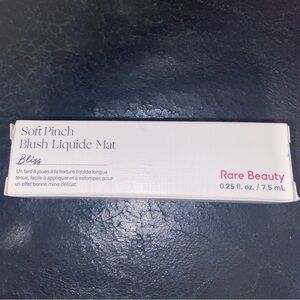 Soft Pinch
Blush Liquide Mat
Bliss
Un fard à joues à la texture liquide longue
tenue, facile à appliquer et à estomper, pour
un effet bonne mine délicat.
Rare Beauty
0.25 fl. oz. / 7.5 mL